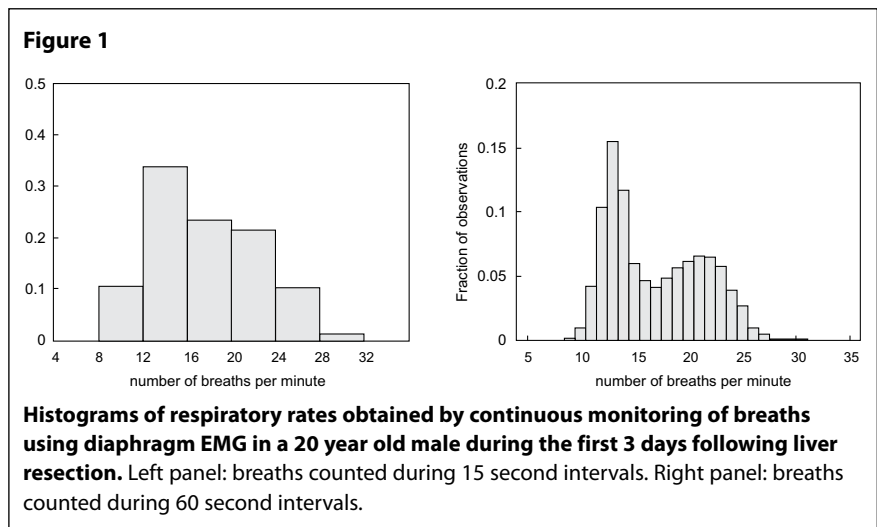 Figure 1
0.5
0.4
0.3
0.2
0.1
0
4 8 12 16 20 24 28 32
number of breaths per minute
Fraction of observations
0.2
0.15
0.1
0.05
0
5 10 15 20 25 30 35
number of breaths per minute
Histograms of respiratory rates obtained by continuous monitoring of breaths
using diaphragm EMG in a 20 year old male during the first 3 days following liver
resection. Left panel: breaths counted during 15 second intervals. Right panel: breaths
counted during 60 second intervals.